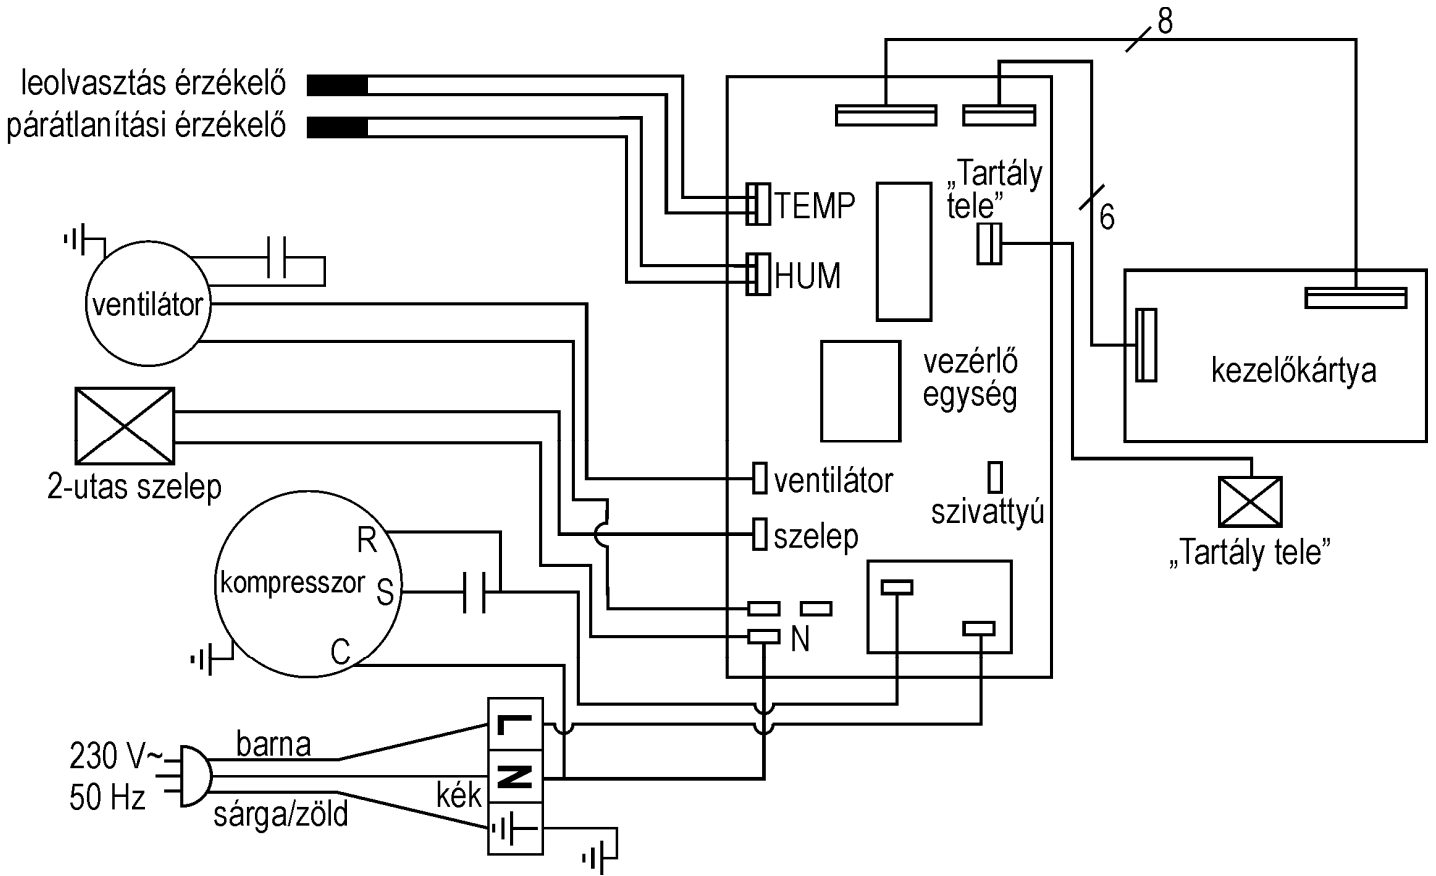 8
leolvasztás érzékelő
párátlanítási érzékelő
„Tartály
tele”
TEMP
6
HUM
ventilátor
vezérlő
egység
kezelőkártya
2-utas szelep
ventilátor
szivattyú
szelep
„Tartály tele”
R
kompresszor
S
C
N
L
barna
230 V~
50 Hz
N
kék
sárga/zöld